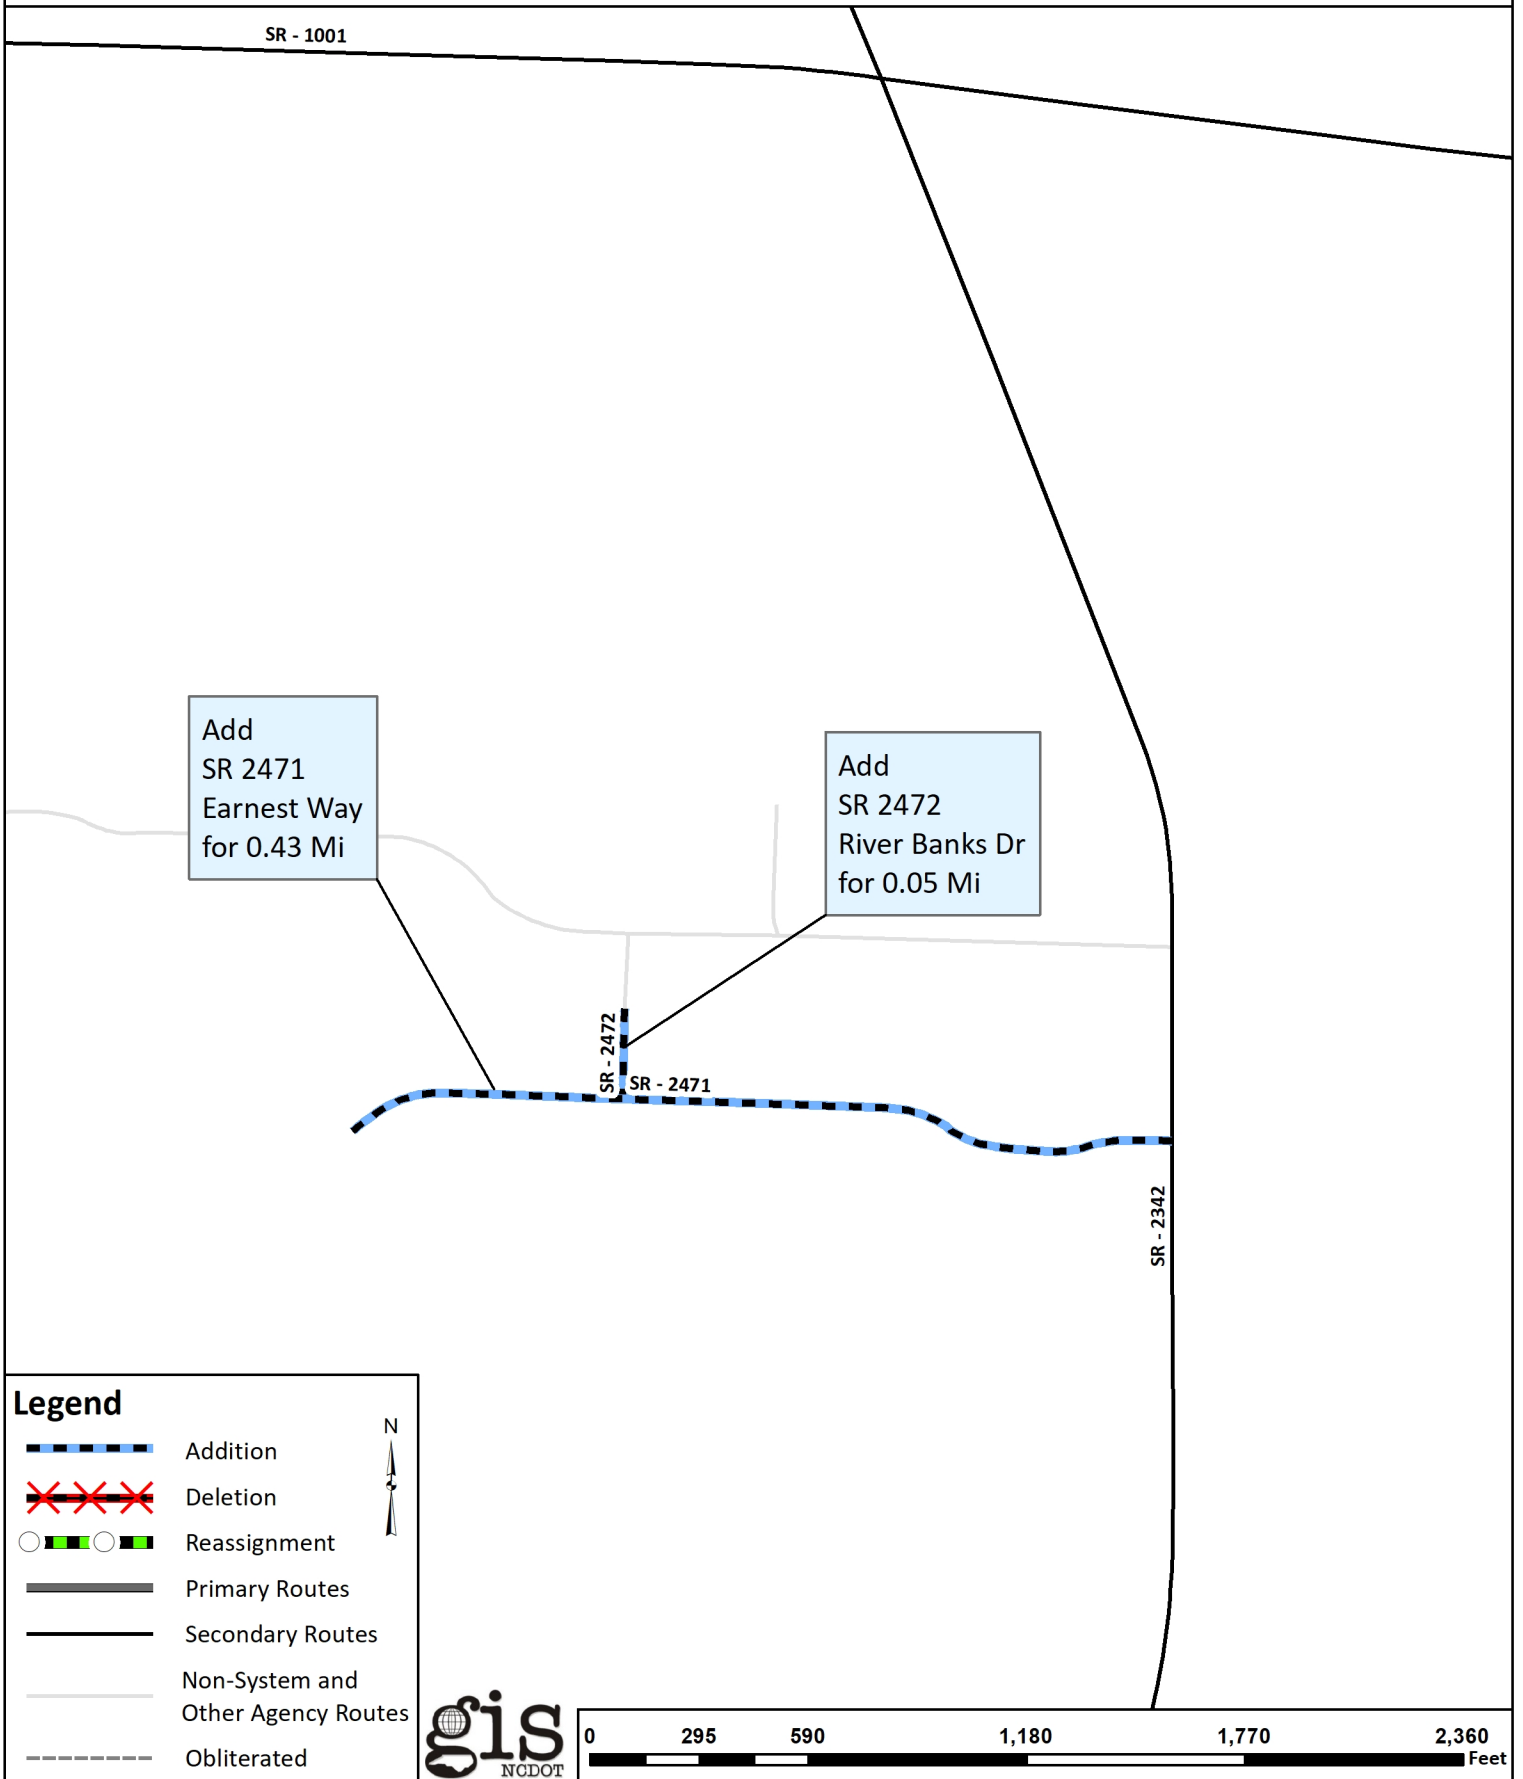 SR - 1001
Add
SR 2471
Earnest Way
for 0.43 Mi
Add
SR 2472
River Banks Dr
for 0.05 Mi
SR - 2472
SR - 2471
SR - 2342
Legend
N
Addition
Deletion
Reassignment
Primary Routes
Secondary Routes
Non-System and
Other Agency Routes
Obliterated
gis
NCDOT
0 295 590 1,180 1,770 2,360
Feet